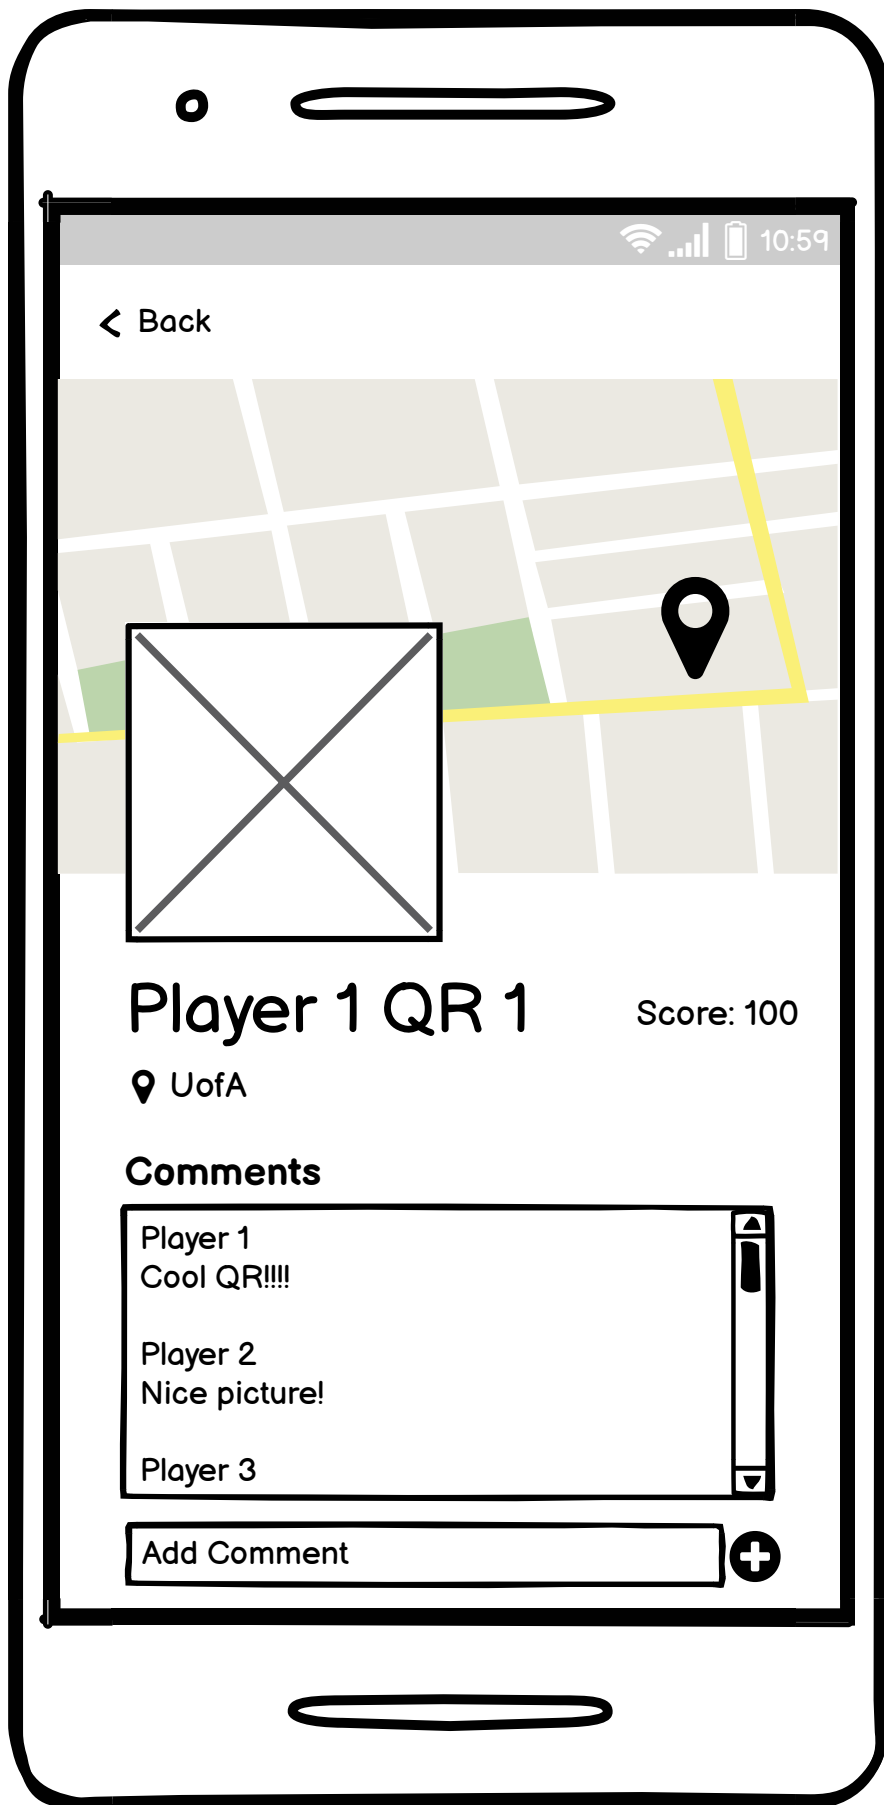 10:59
Back
Player 1 QR 1
Score: 100
UofA
Comments
Player 1
Cool QR!!!!
Player 2
Nice picture!
Player 3
Add Comment